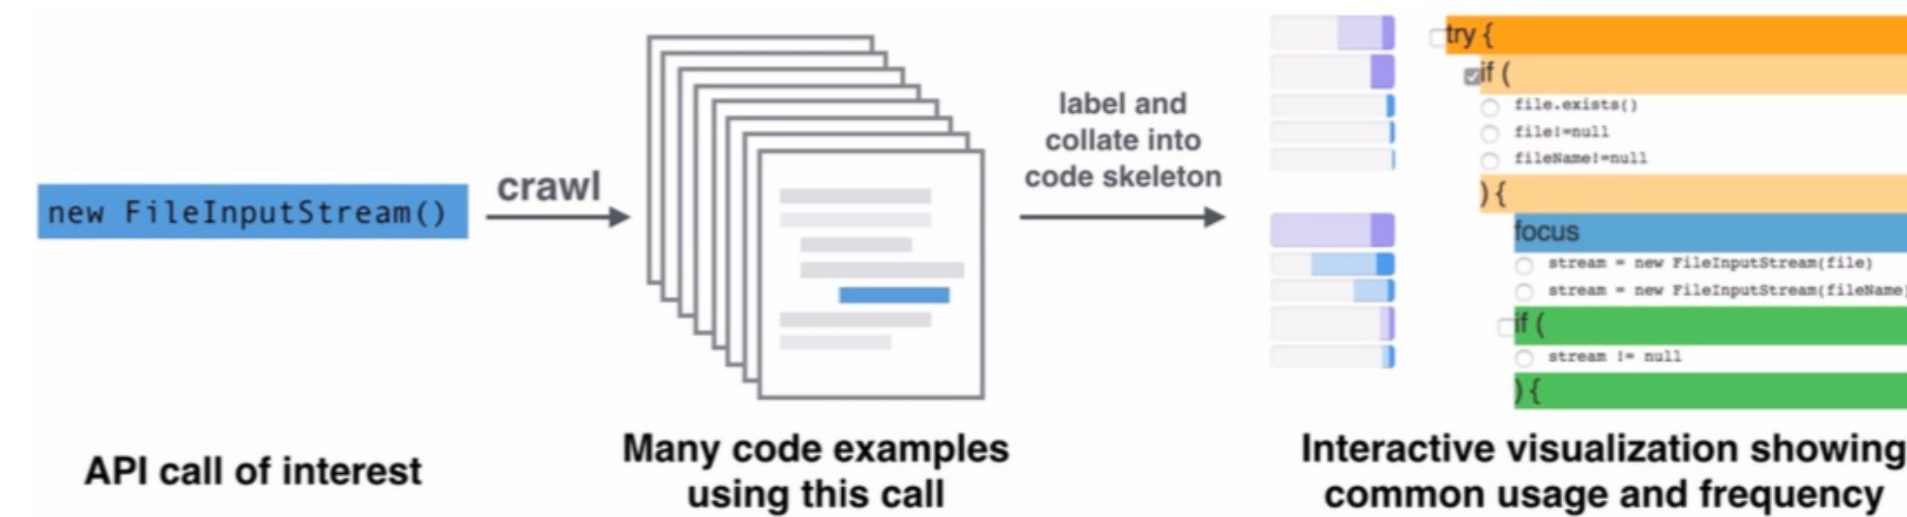 new FileInputStream()
API call of interest
crawl
Many code examples
using this call
label and
collate into
code skeleton
try {
if (
file.exists()
file!=null
fileName!=null
) {
focus
stream = new FileInputStream(file)
stream = new FileInputStream(fileName)
if (
stream != null
) {
Interactive visualization showing
common usage and frequency